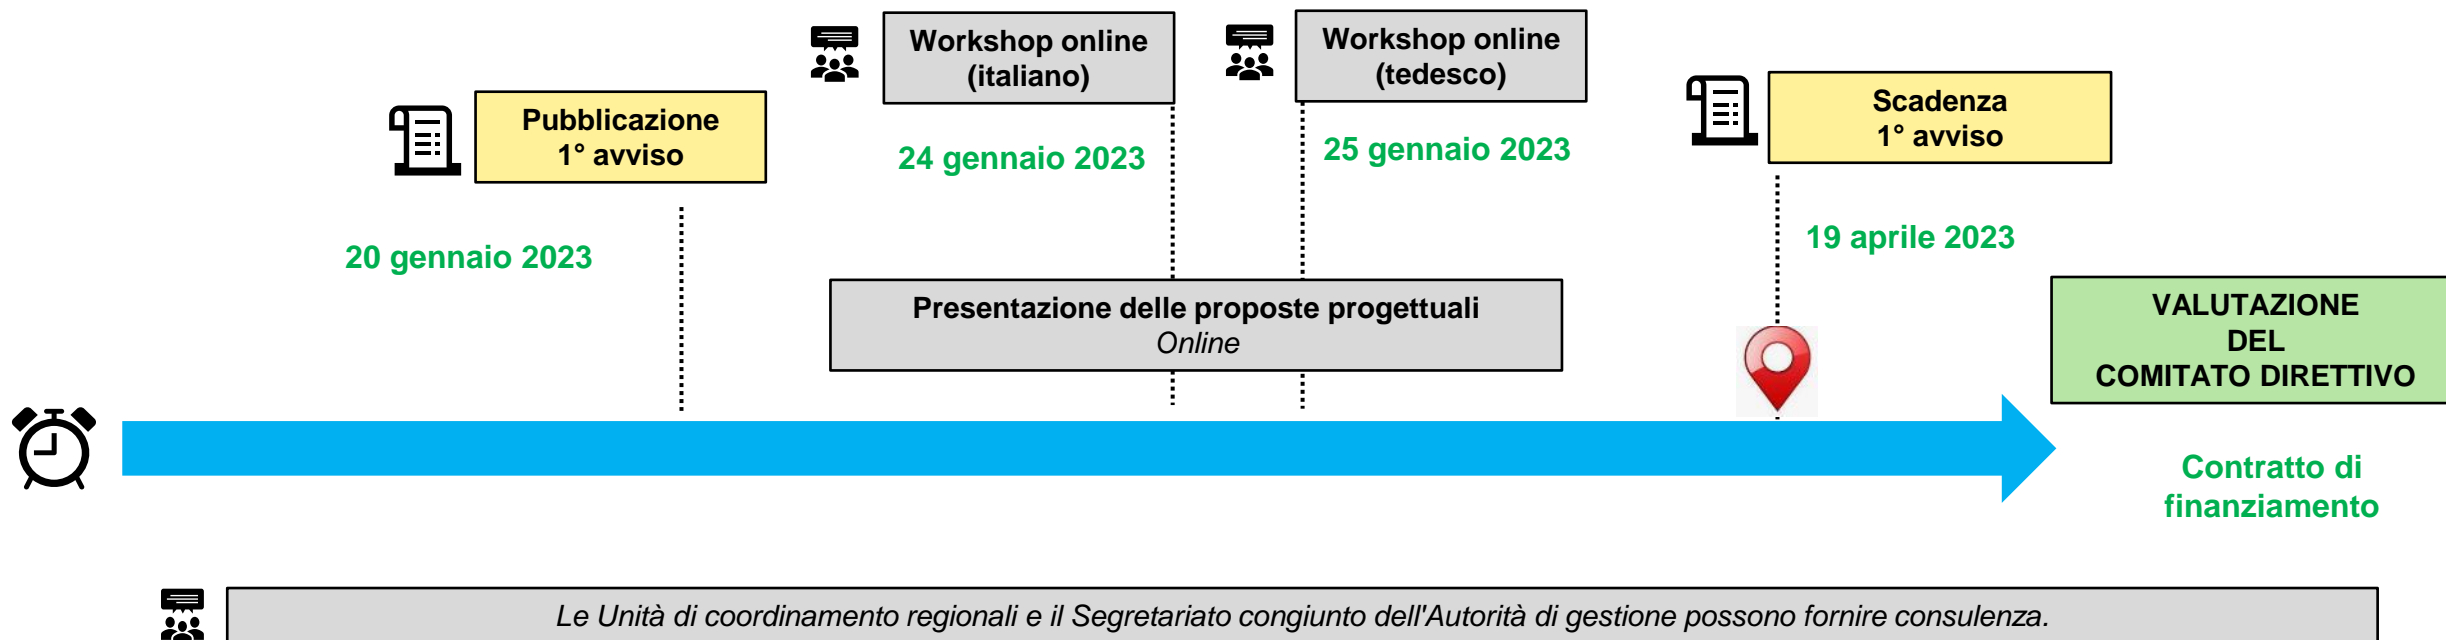 Workshop online
(italiano)
Workshop online
(tedesco)
Pubblicazione
1° avviso
Scadenza
1° avviso
24 gennaio 2023
25 gennaio 2023
20 gennaio 2023
19 aprile 2023
Presentazione delle proposte progettuali
Online
VALUTAZIONE
DEL
COMITATO DIRETTIVO
Contratto di
finanziamento
Le Unità di coordinamento regionali e il Segretariato congiunto dell'Autorità di gestione possono fornire consulenza.